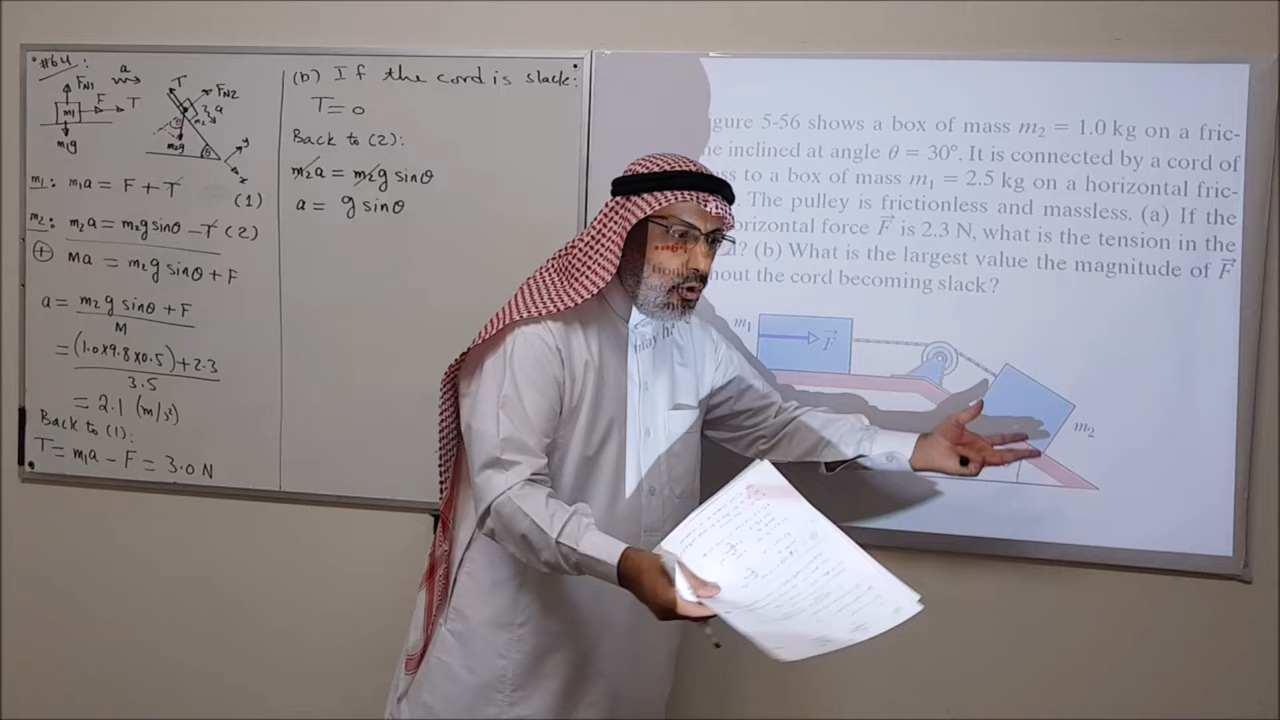 #64:
a
FN1
F
T
m1
m1g
T
FN2
a
m2
θ
m2g
θ
y
x
m1: m1a = F + T (1)
m2: m2a = m2g sinθ - T (2)
⊕ Ma = m2g sinθ + F
a = m2g sinθ + F
M
= (1.0x9.8x0.5) + 2.3
3.5
= 2.1 (m/s²)
Back to (1):
T = m1a - F = 3.0 N
(b) If the cord is slack:
T = 0
Back to (2):
m2a = m2g sinθ
a = g sinθ
igure 5-56 shows a box of mass m2 = 1.0 kg on a fric-
ne inclined at angle θ = 30°. It is connected by a cord of
ss to a box of mass m1 = 2.5 kg on a horizontal fric-
. The pulley is frictionless and massless. (a) If the
orizontal force F⃗ is 2.3 N, what is the tension in the
? (b) What is the largest value the magnitude of F⃗
may ha
hout the cord becoming slack?
m1
F⃗
m2